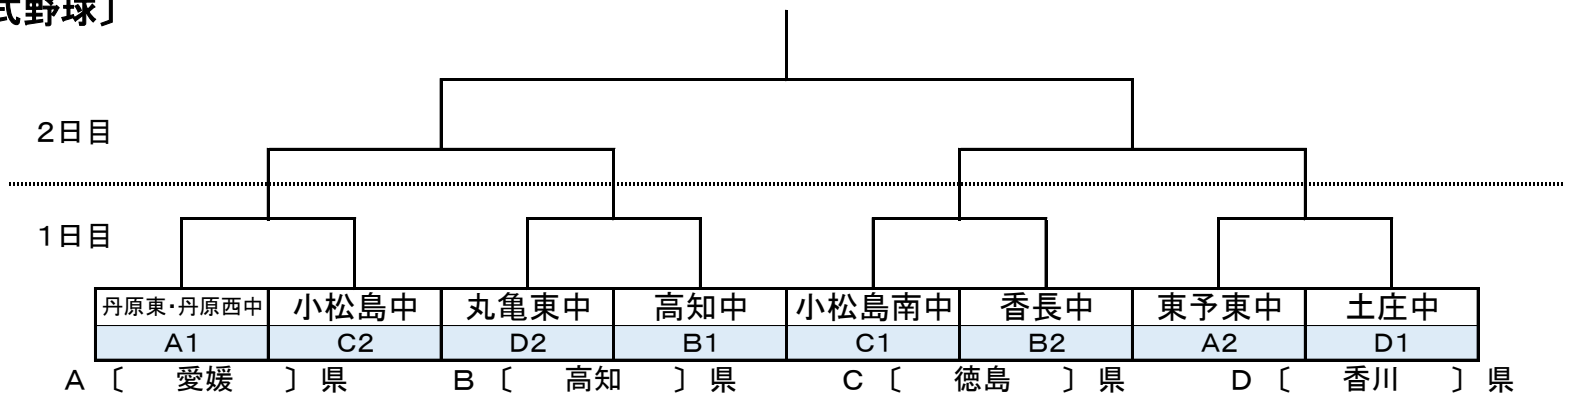 式野球〕
2日目
1日目
丹原東・丹原西中 小松島中 丸亀東中 高知中 小松島南中 香長中 東予東中 土庄中
A1 C2 D2 B1 C1 B2 A2 D1
A 〔 愛媛 〕 県 B 〔 高知 〕 県 C 〔 徳島 〕 県 D 〔 香川 〕 県